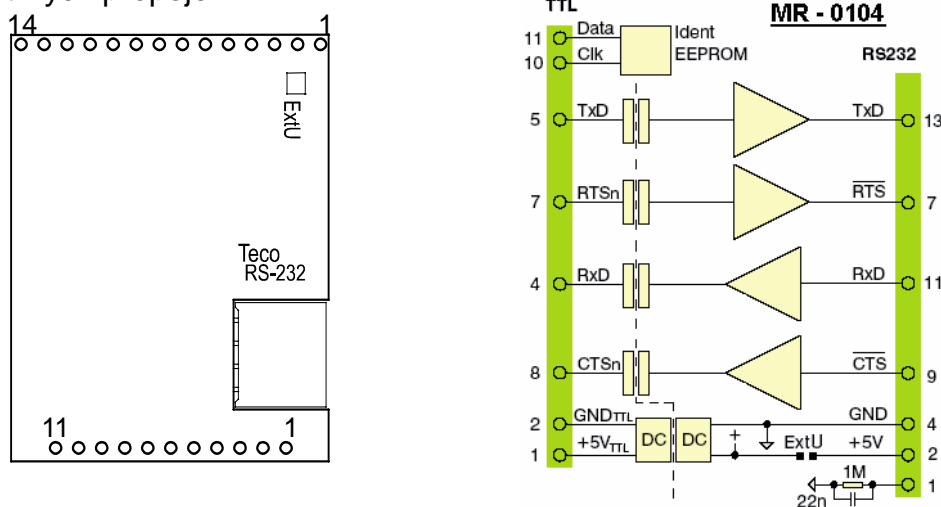 14 1
ExtU
Teco
RS-232
11 1
TTL
MR - 0104
RS232
11 Data Ident
10 Clk EEPROM
5 TxD TxD 13
7 RTSn RTS 7
4 RxD RxD 11
8 CTSn CTS 9
2 GNDTTL GND 4
1 +5VTTL DC DC + ExtU +5V 2
1M 1
22n